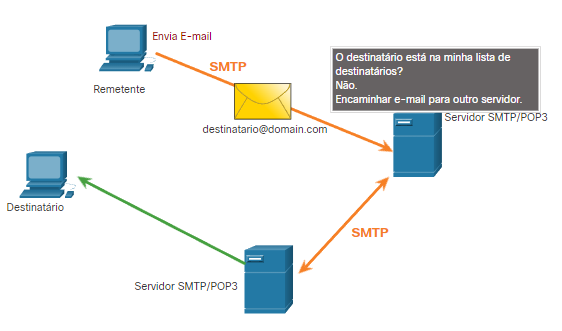 Envia E-mail
SMTP
Remetente
O destinatário está na minha lista de
destinatários?
Não.
Encaminhar e-mail para outro servidor.
Servidor SMTP/POP3
destinatario@domain.com
Destinatário
SMTP
Servidor SMTP/POP3